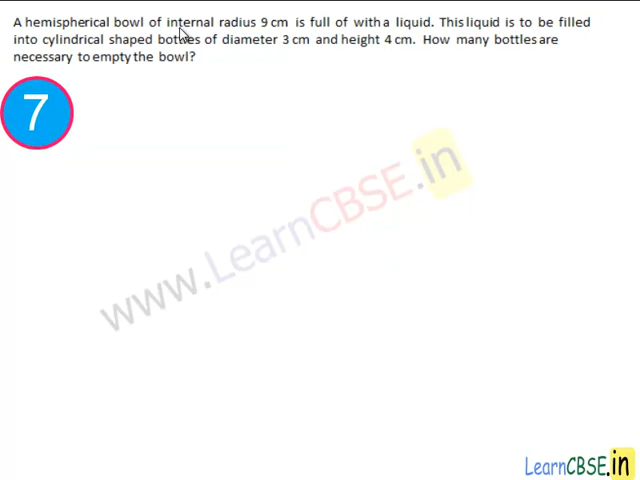 A hemispherical bowl of internal radius 9 cm is full of with a liquid. This liquid is to be filled
into cylindrical shaped bottles of diameter 3 cm and height 4 cm. How many bottles are
necessary to empty the bowl?
7
www.LearnCBSE.in
LearnCBSE.in